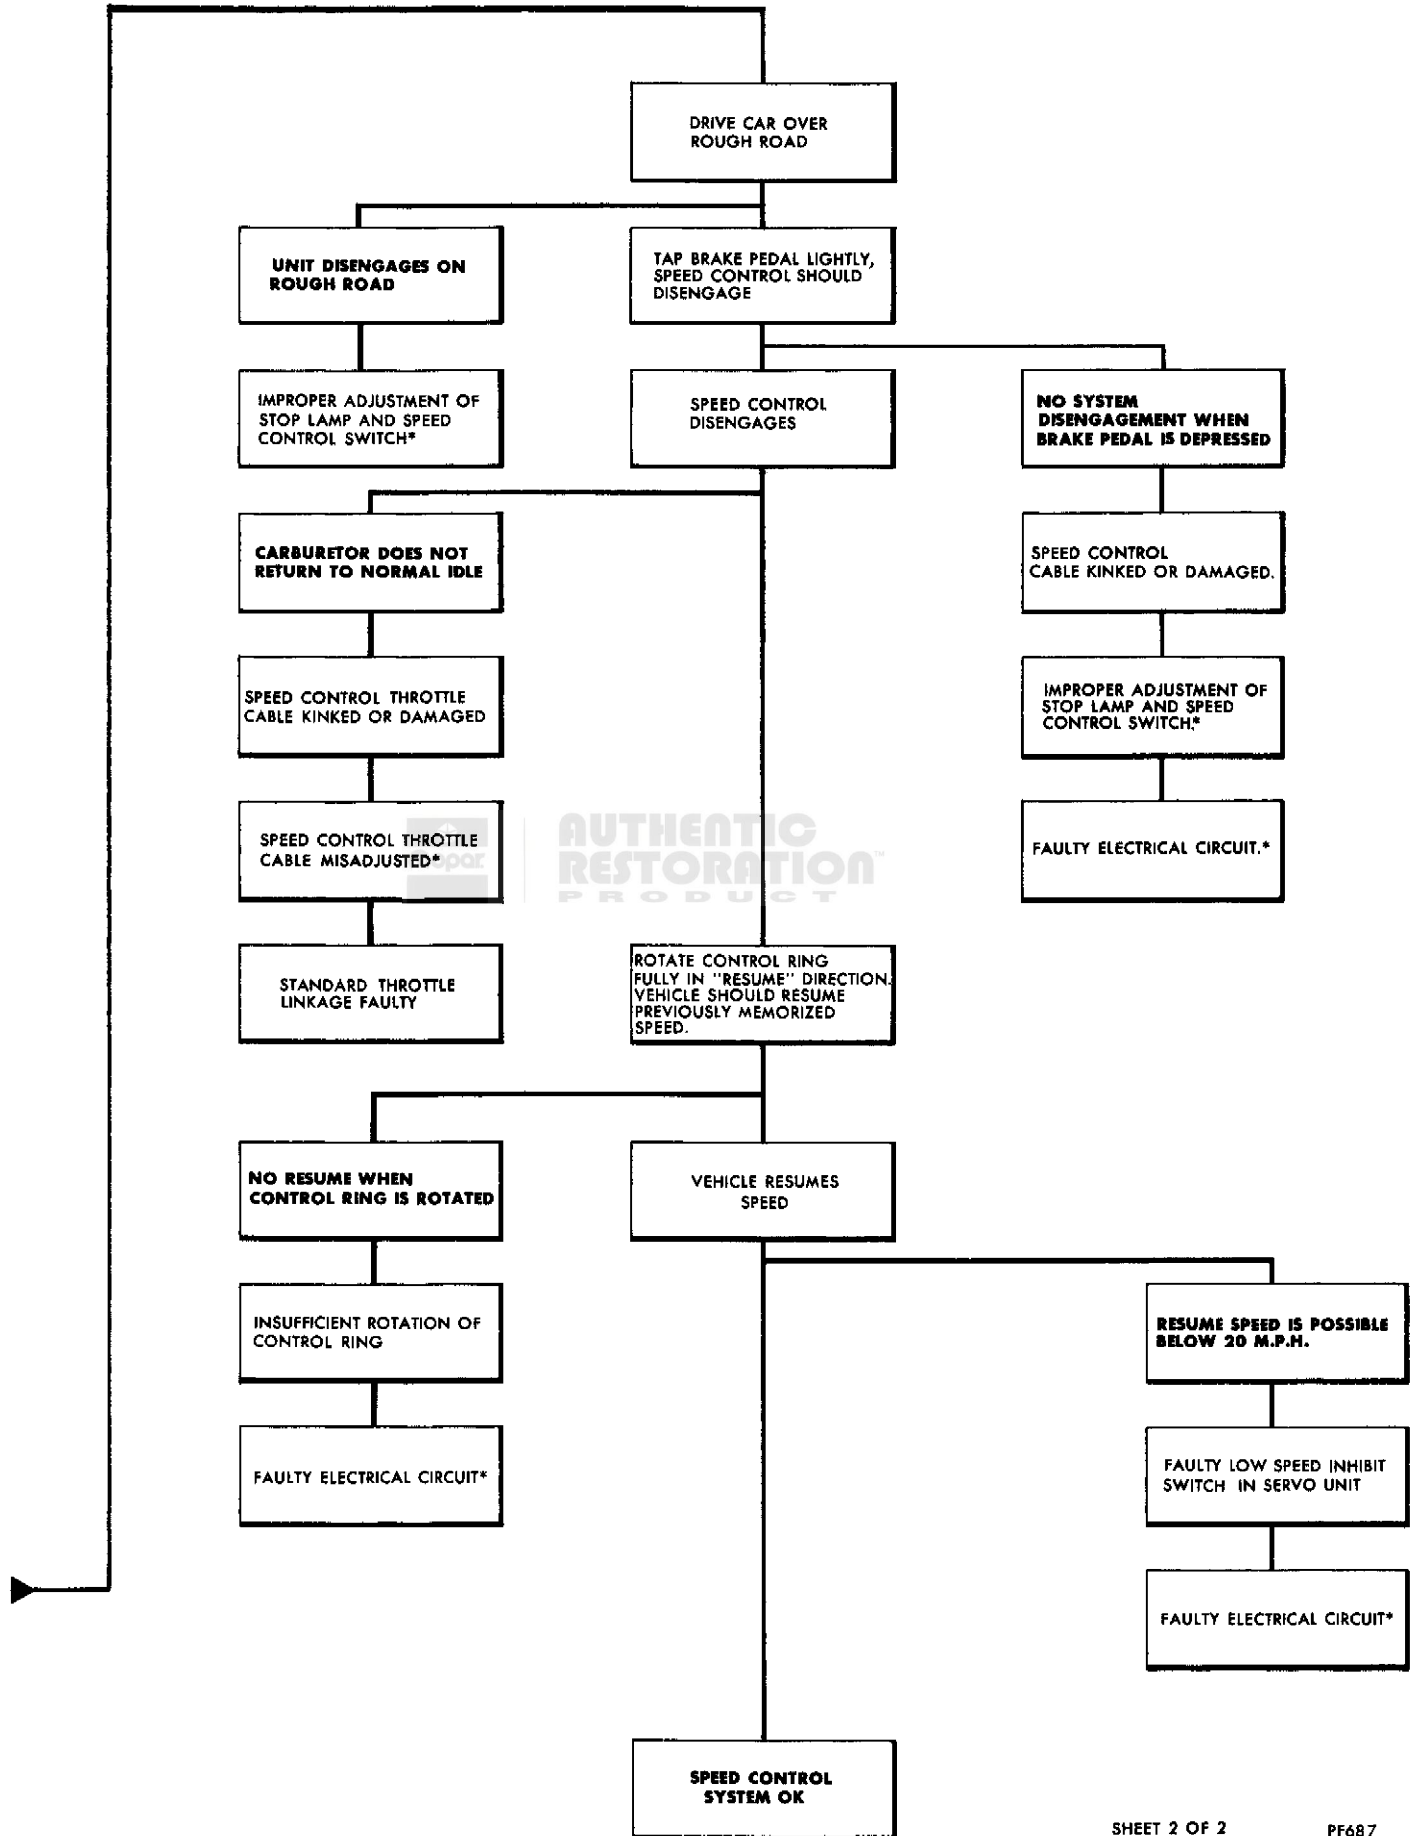 DRIVE CAR OVER
ROUGH ROAD
UNIT DISENGAGES ON
ROUGH ROAD
TAP BRAKE PEDAL LIGHTLY,
SPEED CONTROL SHOULD
DISENGAGE
IMPROPER ADJUSTMENT OF
STOP LAMP AND SPEED
CONTROL SWITCH*
SPEED CONTROL
DISENGAGES
NO SYSTEM
DISENGAGEMENT WHEN
BRAKE PEDAL IS DEPRESSED
CARBURETOR DOES NOT
RETURN TO NORMAL IDLE
SPEED CONTROL
CABLE KINKED OR DAMAGED.
SPEED CONTROL THROTTLE
CABLE KINKED OR DAMAGED
IMPROPER ADJUSTMENT OF
STOP LAMP AND SPEED
CONTROL SWITCH.*
SPEED CONTROL THROTTLE
CABLE MISADJUSTED*
AUTHENTIC
RESTORATION™
PRODUCT
FAULTY ELECTRICAL CIRCUIT.*
STANDARD THROTTLE
LINKAGE FAULTY
ROTATE CONTROL RING
FULLY IN "RESUME" DIRECTION.
VEHICLE SHOULD RESUME
PREVIOUSLY MEMORIZED
SPEED.
NO RESUME WHEN
CONTROL RING IS ROTATED
VEHICLE RESUMES
SPEED
INSUFFICIENT ROTATION OF
CONTROL RING
RESUME SPEED IS POSSIBLE
BELOW 20 M.P.H.
FAULTY ELECTRICAL CIRCUIT*
FAULTY LOW SPEED INHIBIT
SWITCH IN SERVO UNIT
FAULTY ELECTRICAL CIRCUIT*
SPEED CONTROL
SYSTEM OK
SHEET 2 OF 2
PF687